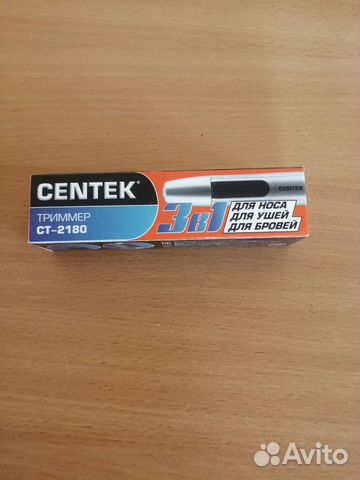 CENTEK®
ТРИММЕР
CT-2180
3в1
CENTEK
ДЛЯ НОСА
ДЛЯ УШЕЙ
ДЛЯ БРОВЕЙ
Avito